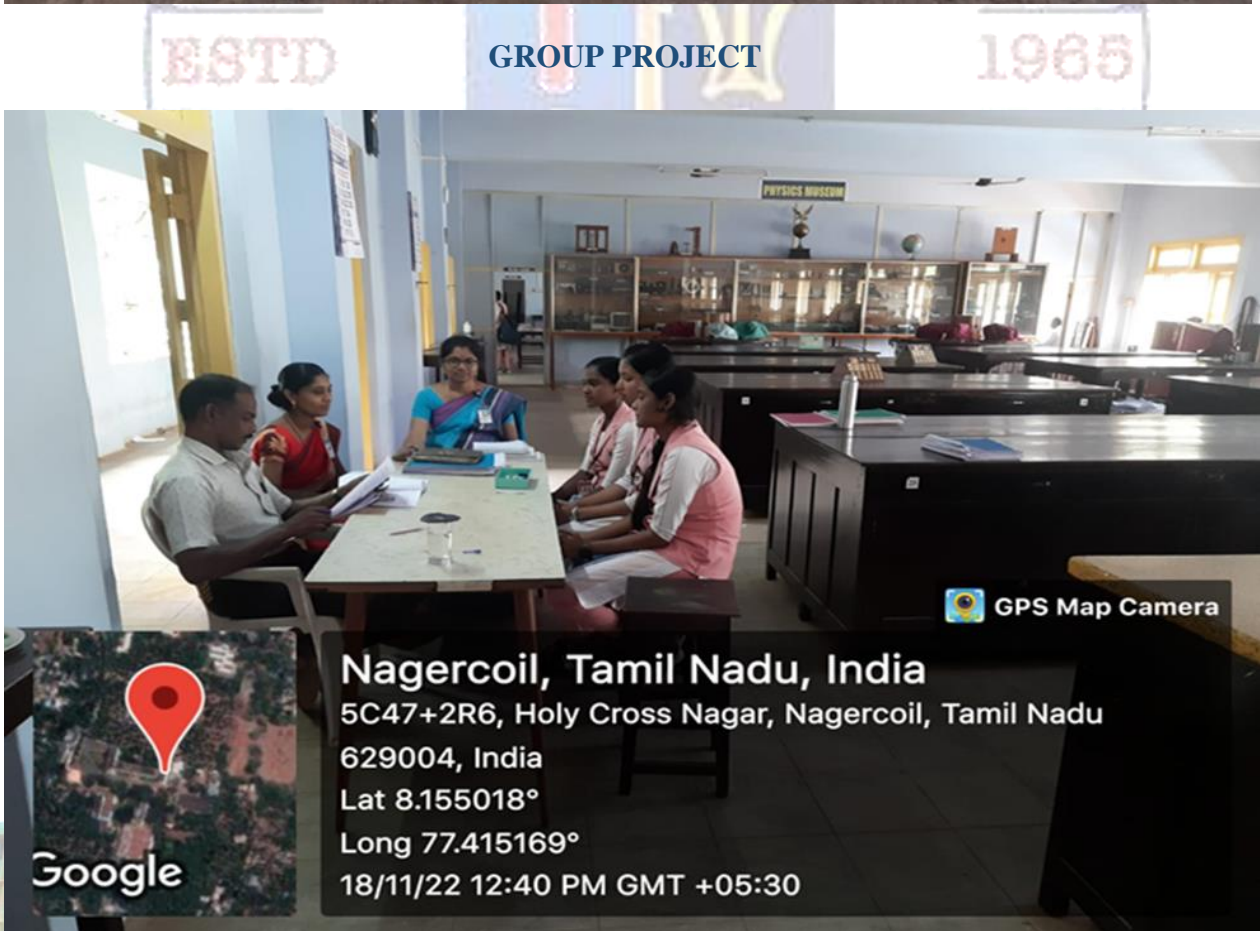 ESTD
GROUP PROJECT
1965
PHYSICS MUSEUM
GPS Map Camera
Nagercoil, Tamil Nadu, India
5C47+2R6, Holy Cross Nagar, Nagercoil, Tamil Nadu
629004, India
Lat 8.155018°
Long 77.415169°
18/11/22 12:40 PM GMT +05:30
Google